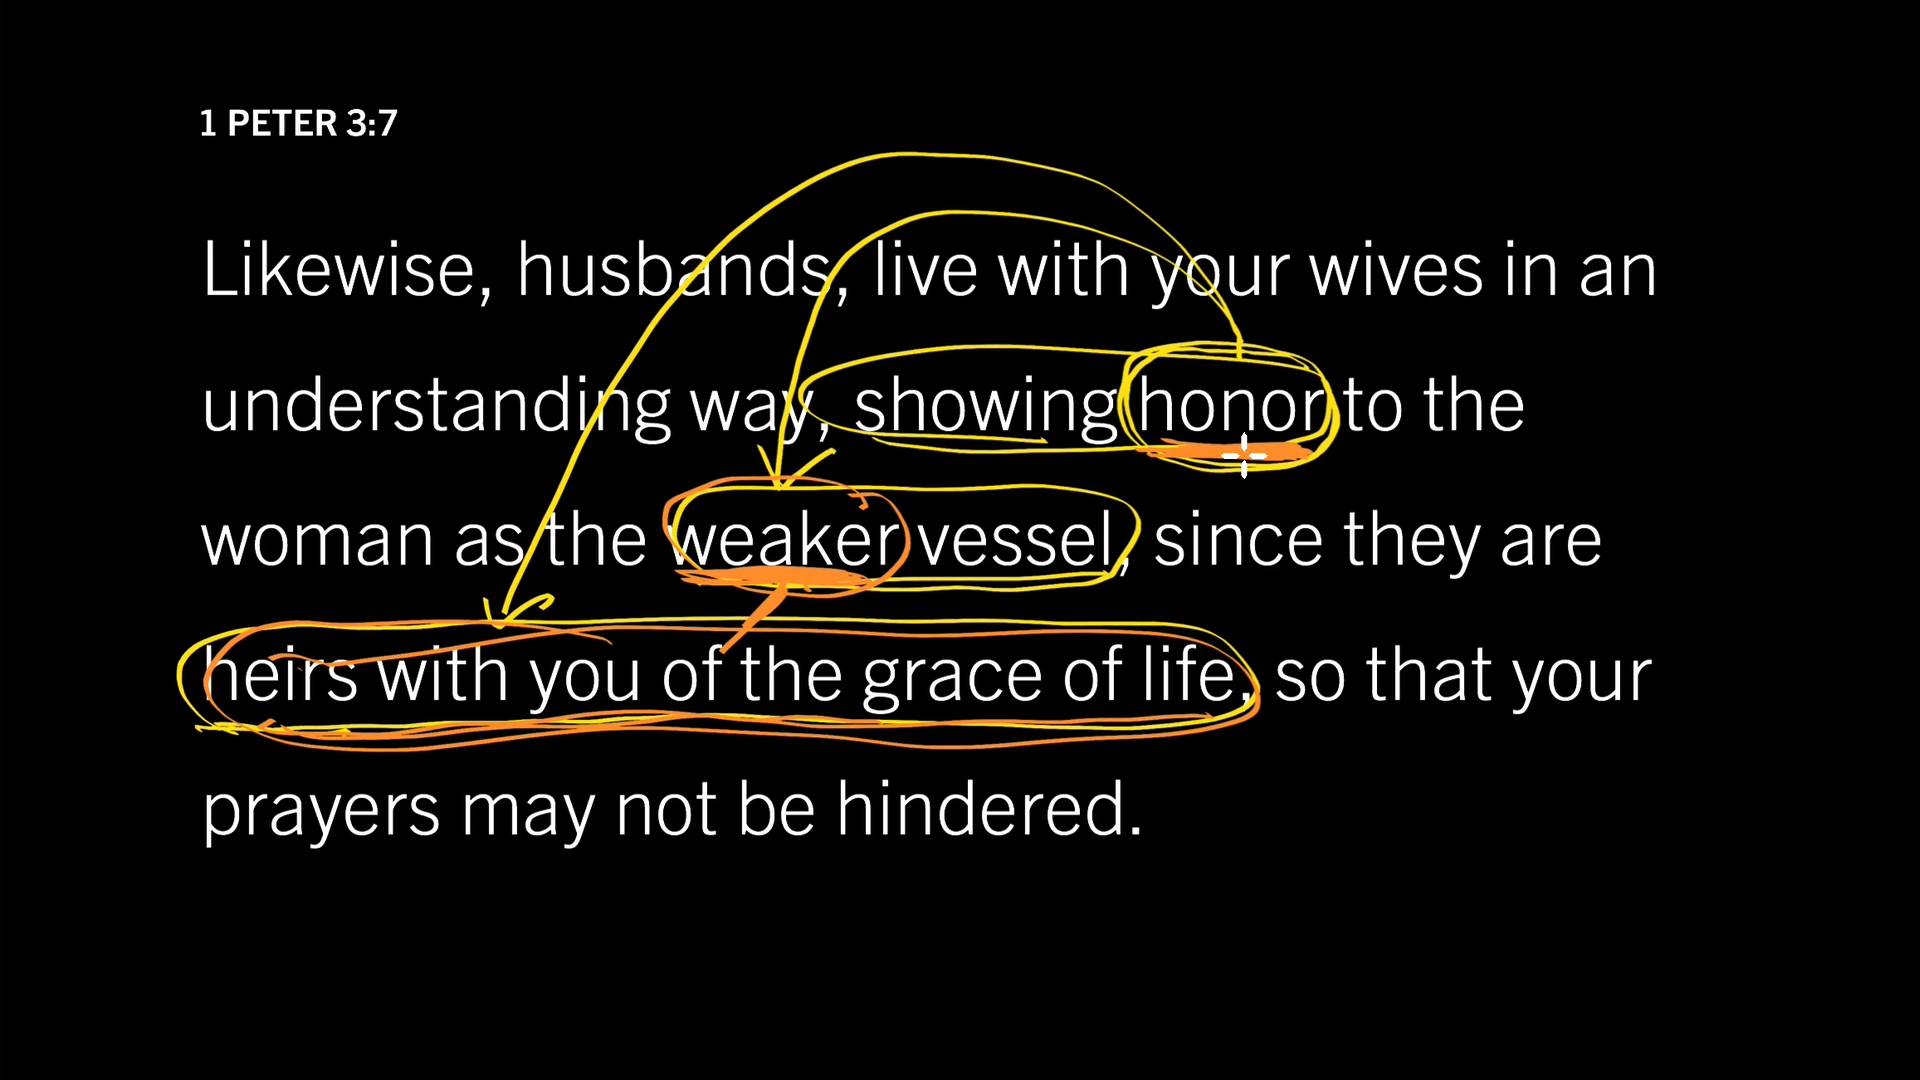 1 PETER 3:7
Likewise, husbands, live with your wives in an
understanding way, showing honor to the
woman as the weaker vessel, since they are
heirs with you of the grace of life, so that your
prayers may not be hindered.